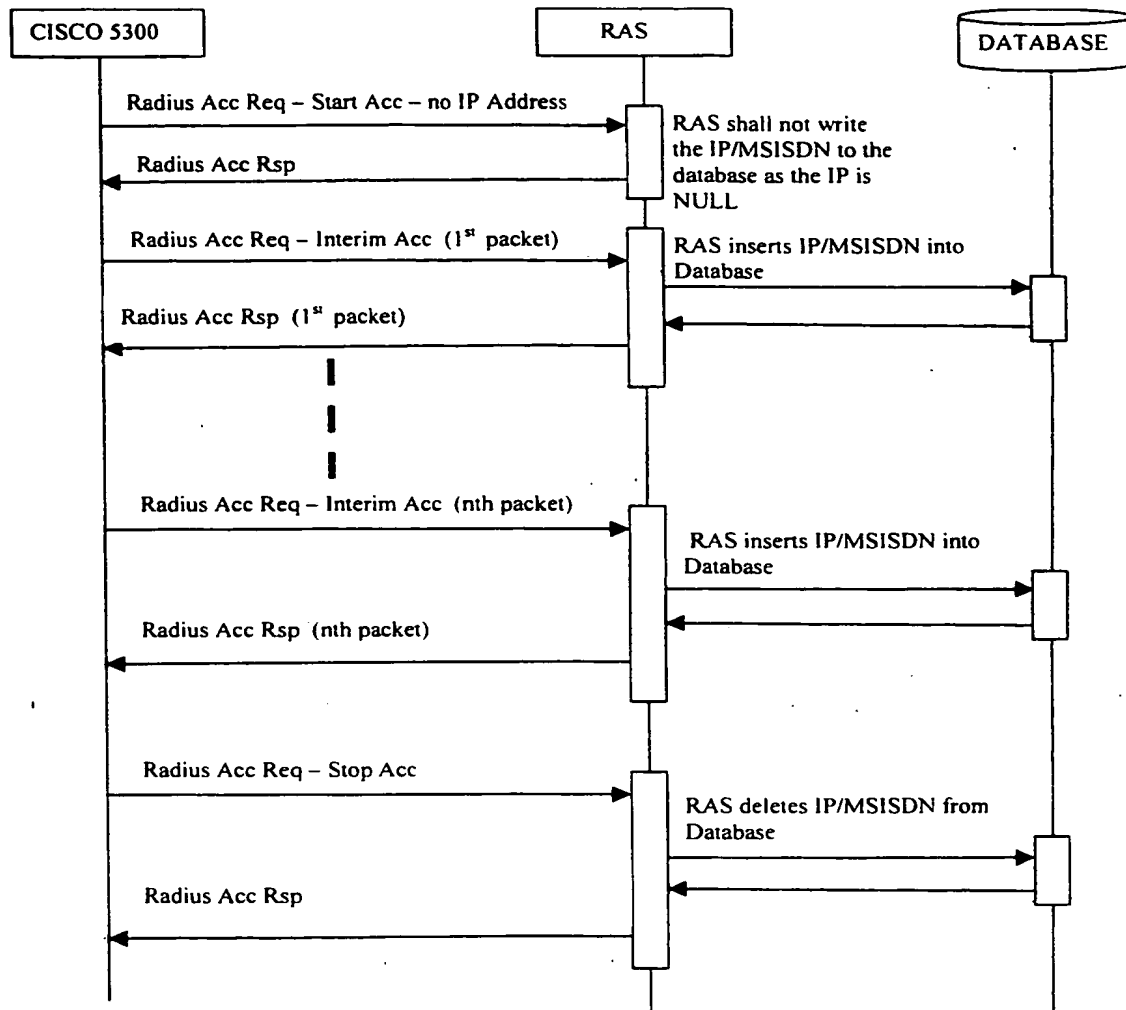 CISCO 5300
RAS
DATABASE
Radius Acc Req – Start Acc – no IP Address
RAS shall not write
the IP/MSISDN to the
database as the IP is
NULL
Radius Acc Rsp
Radius Acc Req – Interim Acc (1st packet)
RAS inserts IP/MSISDN into
Database
Radius Acc Rsp (1st packet)
Radius Acc Req – Interim Acc (nth packet)
RAS inserts IP/MSISDN into
Database
Radius Acc Rsp (nth packet)
Radius Acc Req – Stop Acc
RAS deletes IP/MSISDN from
Database
Radius Acc Rsp